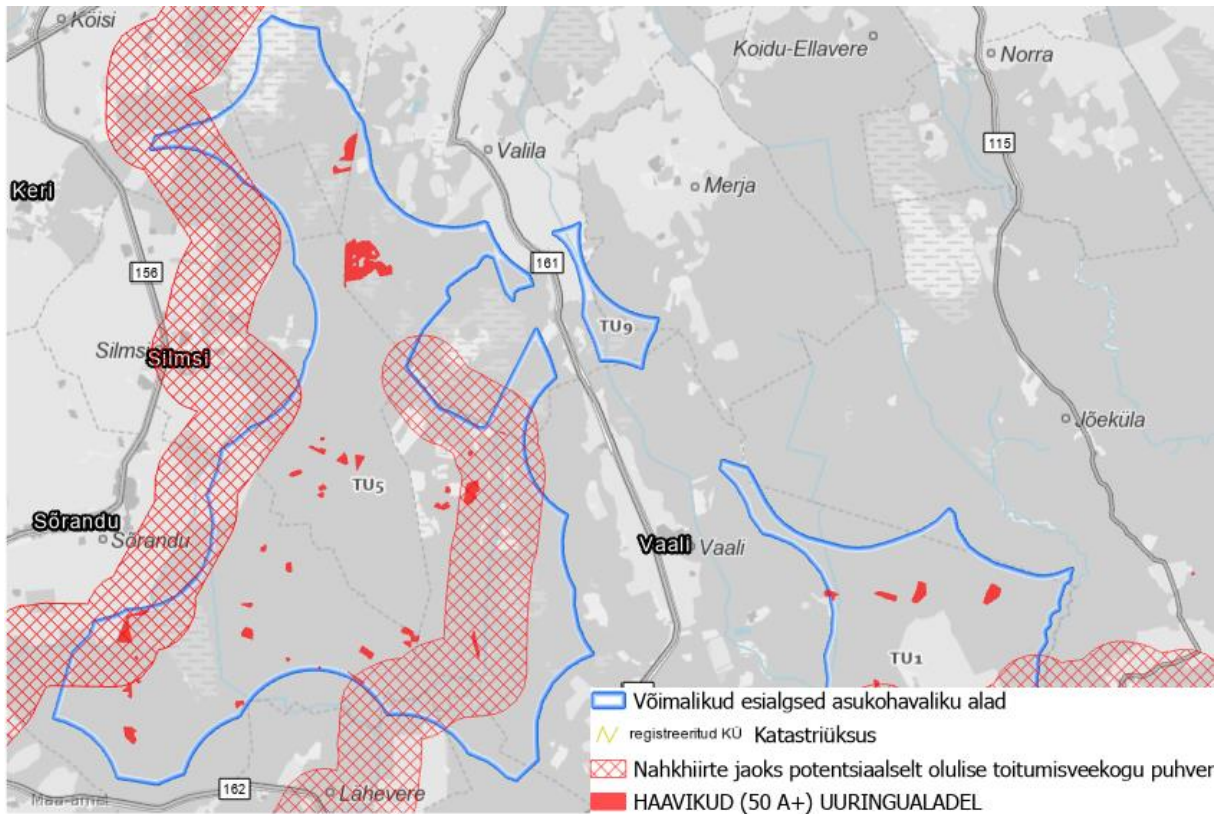 Köisi
Koidu-Ellavere
Norra
115
Valila
Merja
Keri
161
156
TU9
Silmsi
Silmsi
Jõeküla
TU5
Sõrandu
Sõrandu
Vaali
Vaali
TU1
Võimalikud esialgsed asukohavaliku alad
registreeritud KÜ Katastriüksus
Nahkhiirte jaoks potentsiaalselt olulise toitumisveekogu puhver
162
Lähevere
Maa-amet
HAAVIKUD (50 A+) UURINGUALADEL